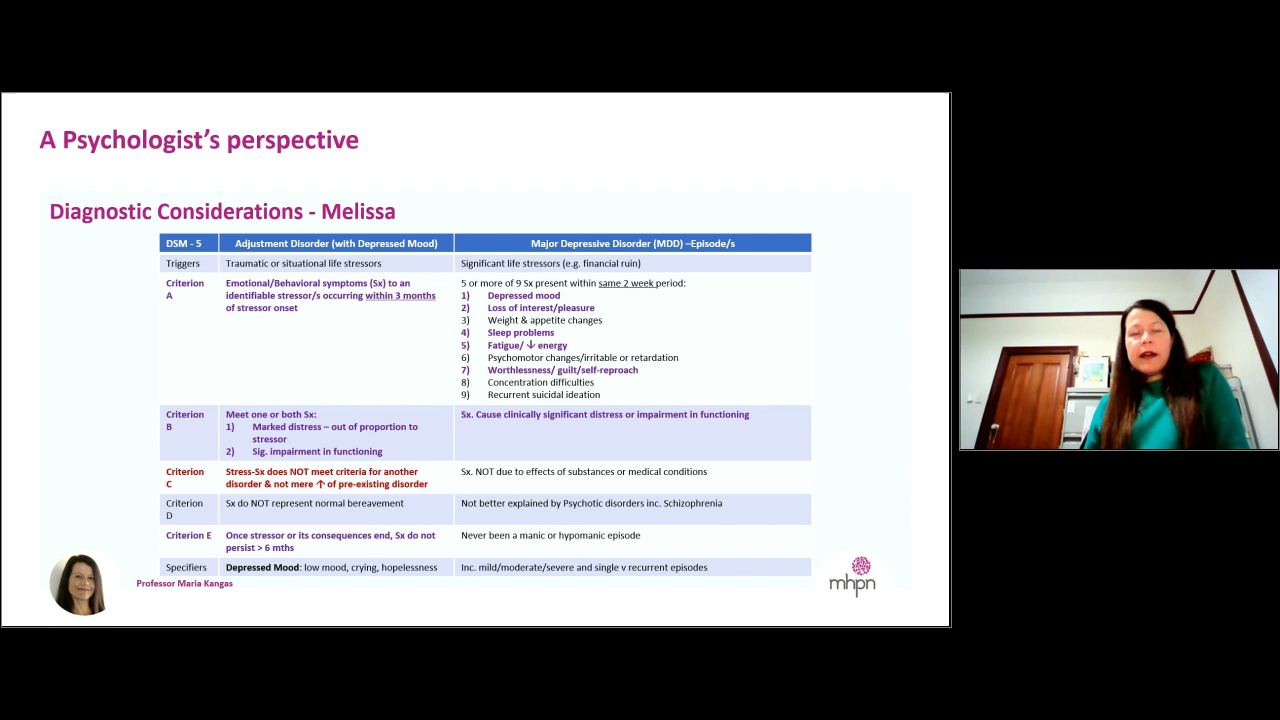 A Psychologist's perspective
Diagnostic Considerations - Melissa
DSM - 5
Adjustment Disorder (with Depressed Mood)
Major Depressive Disorder (MDD) –Episode/s
Triggers
Traumatic or situational life stressors
Significant life stressors (e.g. financial ruin)
Criterion
A
Emotional/Behavioral symptoms (Sx) to an
identifiable stressor/s occurring within 3 months
of stressor onset
5 or more of 9 Sx present within same 2 week period:
1) Depressed mood
2) Loss of interest/pleasure
3) Weight & appetite changes
4) Sleep problems
5) Fatigue/ ↓ energy
6) Psychomotor changes/irritable or retardation
7) Worthlessness/ guilt/self-reproach
8) Concentration difficulties
9) Recurrent suicidal ideation
Criterion
B
Meet one or both Sx:
1) Marked distress – out of proportion to
stressor
2) Sig. impairment in functioning
Sx. Cause clinically significant distress or impairment in functioning
Criterion
C
Stress-Sx does NOT meet criteria for another
disorder & not mere ↑ of pre-existing disorder
Sx. NOT due to effects of substances or medical conditions
Criterion
D
Sx do NOT represent normal bereavement
Not better explained by Psychotic disorders inc. Schizophrenia
Criterion E
Once stressor or its consequences end, Sx do not
persist > 6 mths
Never been a manic or hypomanic episode
Specifiers
Depressed Mood: low mood, crying, hopelessness
Inc. mild/moderate/severe and single v recurrent episodes
Professor Maria Kangas
mhpn